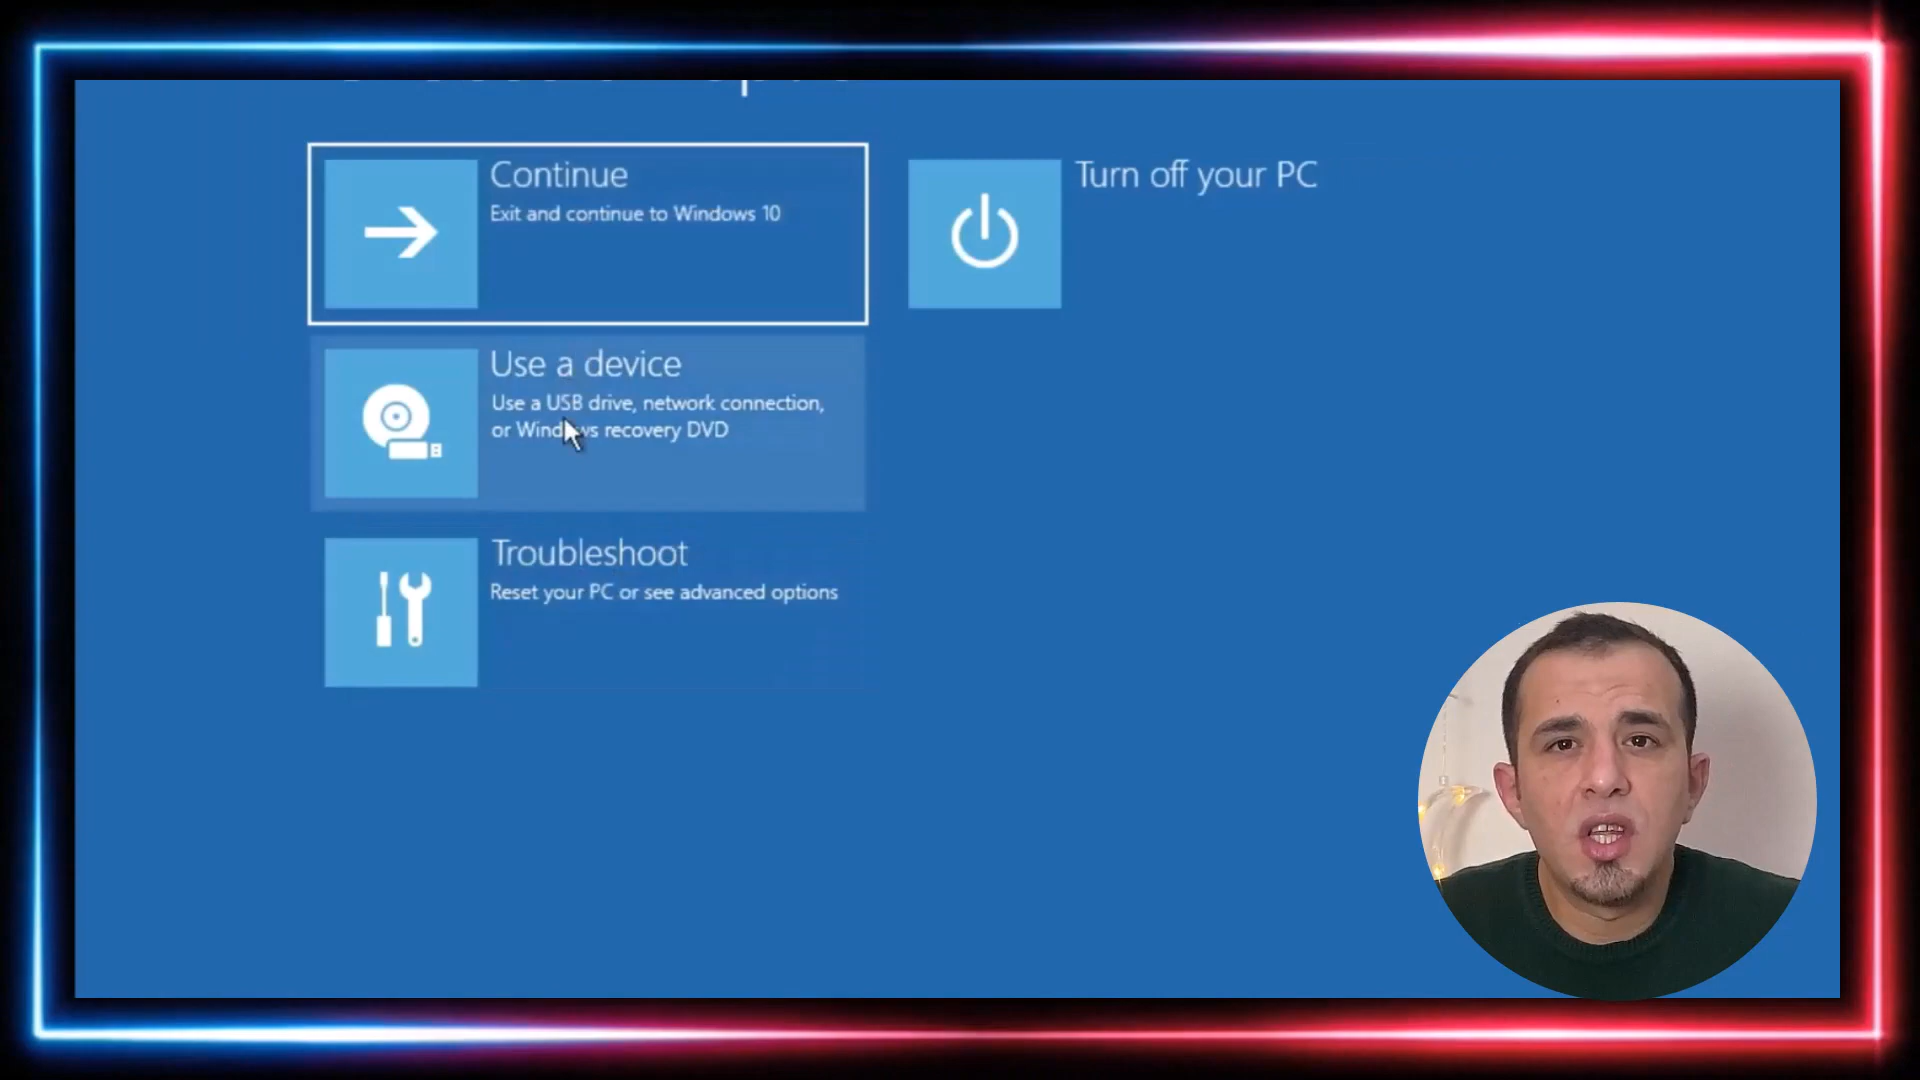 Continue
Exit and continue to Windows 10
Turn off your PC
Use a device
Use a USB drive, network connection,
or Windows recovery DVD
Troubleshoot
Reset your PC or see advanced options